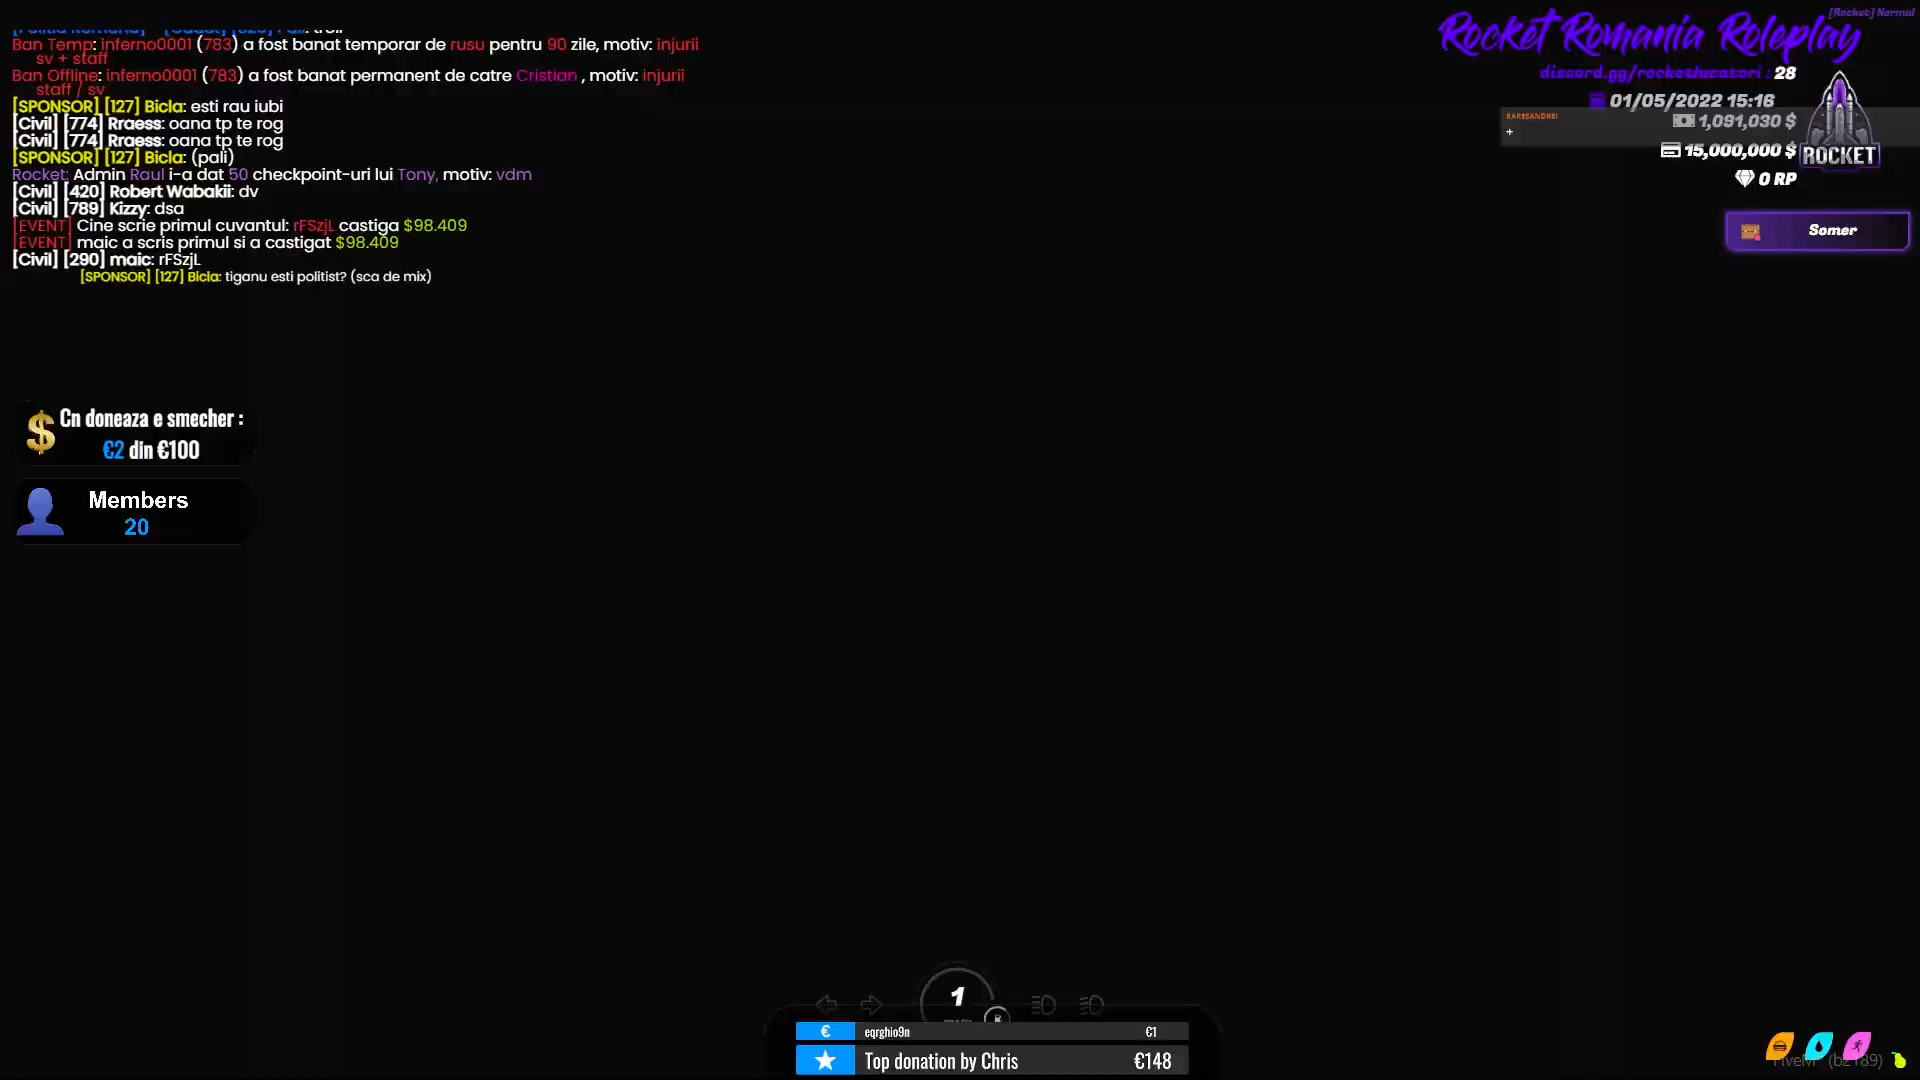 Ban Temp: inferno0001 (783) a fost banat temporar de rusu pentru 90 zile, motiv: injurii
sv + staff
Ban Offline: inferno0001 (783) a fost banat permanent de catre Cristian , motiv: injurii
staff / sv
[SPONSOR] [127] Bicla: esti rau iubi
[Civil] [774] Rraess: oana tp te rog
[Civil] [774] Rraess: oana tp te rog
[SPONSOR] [127] Bicla: (pali)
Rocket: Admin Raul i-a dat 50 checkpoint-uri lui Tony, motiv: vdm
[Civil] [420] Robert Wabakii: dv
[Civil] [789] Kizzy: dsa
[EVENT] Cine scrie primul cuvantul: rFSzjL castiga $98.409
[EVENT] maic a scris primul si a castigat $98.409
[Civil] [290] maic: rFSzjL
[SPONSOR] [127] Bicla: tiganu esti politist? (sca de mix)
[Rocket] Normal
Rocket Romania Roleplay
28
01/05/2022 15:16
RARESANDREI
+
1,091,030 $
15,000,000 $
ROCKET
0 RP
Somer
Cn doneaza e smecher :
€2 din €100
Members
20
1
€ eqrghio9n €1
Top donation by Chris €148